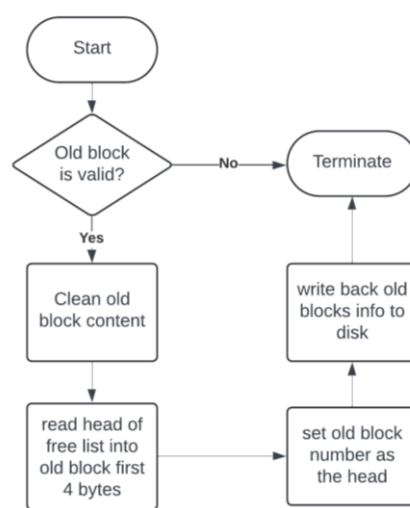 Start
Old block
is valid?
No
Terminate
Yes
Clean old
block content
write back old
blocks info to
disk
read head of
free list into
old block first
4 bytes
set old block
number as
the head